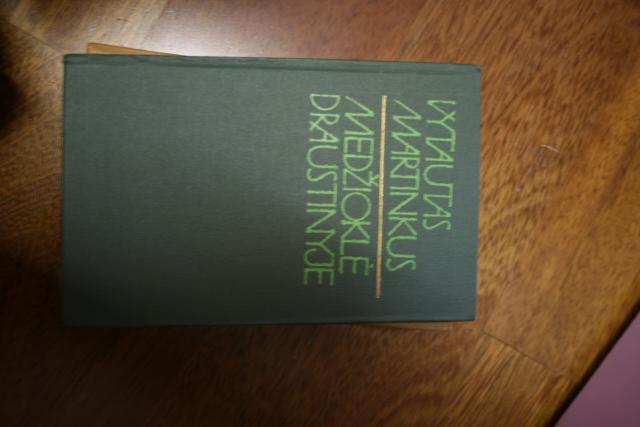 VYTAUTAS
MARTINKUS
MEDŽIOKLĖ
DRAUSTINYJE